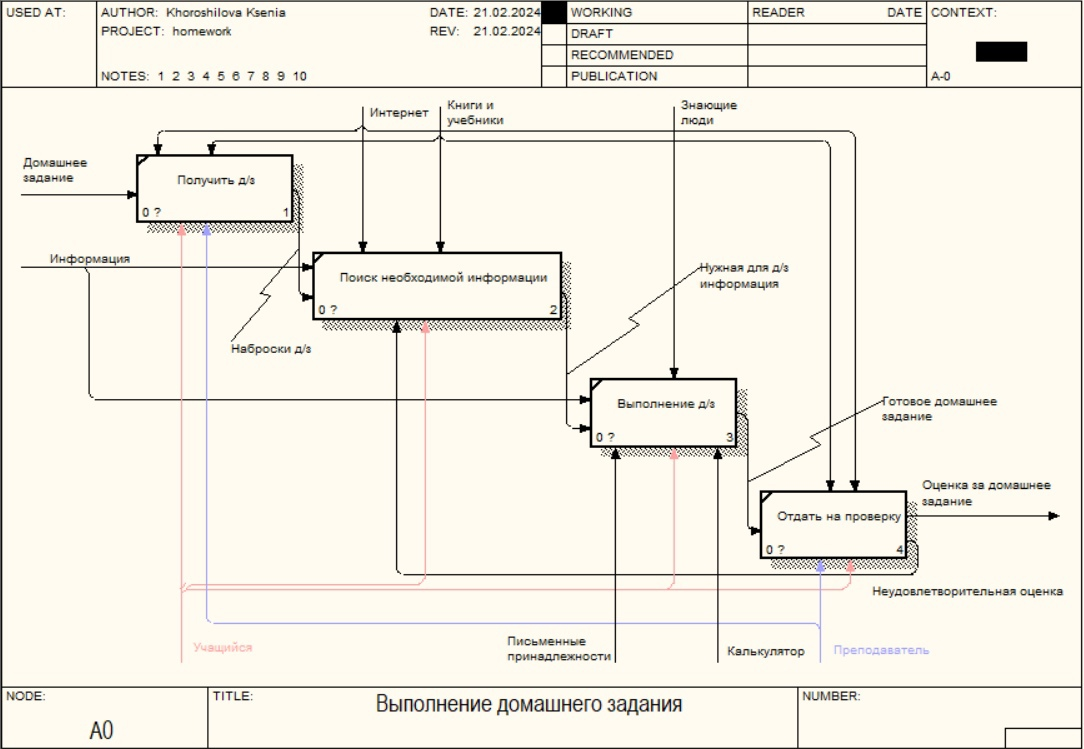 USED AT:
AUTHOR: Khoroshilova Ksenia
DATE: 21.02.2024
PROJECT: homework
REV: 21.02.2024
NOTES: 1 2 3 4 5 6 7 8 9 10
WORKING
DRAFT
RECOMMENDED
PUBLICATION
READER
DATE
CONTEXT:
A-0
Интернет
Книги и
учебники
Знающие
люди
Домашнее
задание
Получить д/з
0 ?
1
Информация
Поиск необходимой информации
0 ?
2
Нужная для д/з
информация
Наброски д/з
Выполнение д/з
0 ?
3
Готовое домашнее
задание
Оценка за домашнее
задание
Отдать на проверку
0 ?
4
Неудовлетворительная оценка
Учащийся
Письменные
принадлежности
Калькулятор
Преподаватель
NODE:
A0
TITLE:
Выполнение домашнего задания
NUMBER: